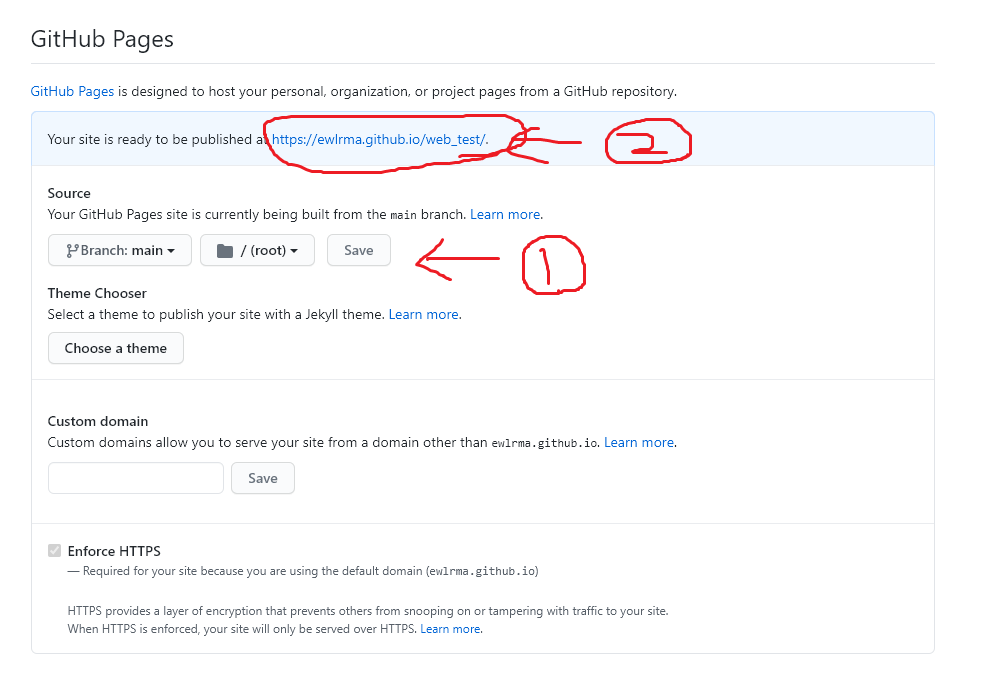 GitHub Pages
GitHub Pages is designed to host your personal, organization, or project pages from a GitHub repository.
Your site is ready to be published at https://ewlrma.github.io/web_test/.
2
Source
Your GitHub Pages site is currently being built from the main branch. Learn more.
Branch: main / (root) Save
1
Theme Chooser
Select a theme to publish your site with a Jekyll theme. Learn more.
Choose a theme
Custom domain
Custom domains allow you to serve your site from a domain other than ewlrma.github.io. Learn more.
Save
Enforce HTTPS
— Required for your site because you are using the default domain (ewlrma.github.io)
HTTPS provides a layer of encryption that prevents others from snooping on or tampering with traffic to your site.
When HTTPS is enforced, your site will only be served over HTTPS. Learn more.